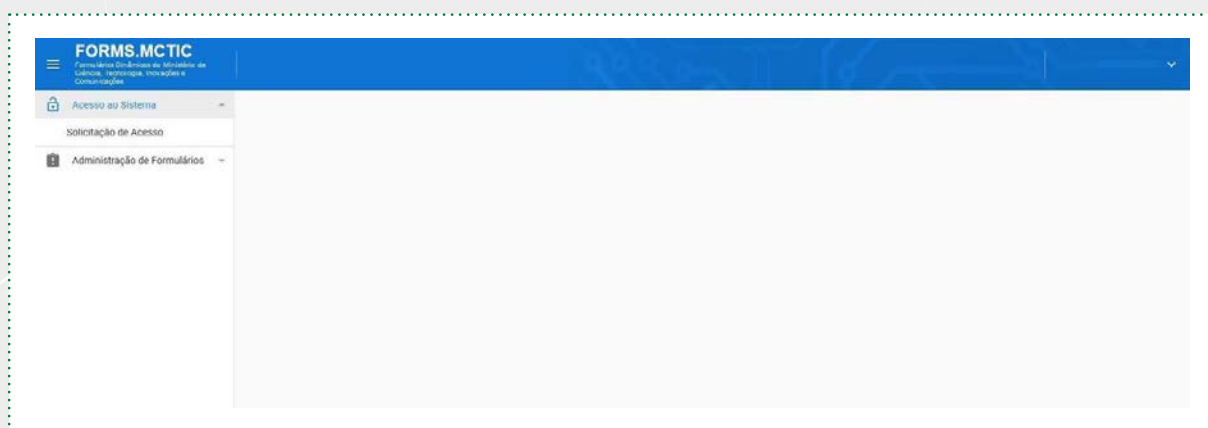 FORMS.MCTIC
Formulários Dinâmicos do Ministério da
Ciência, Tecnologia, Inovações e
Comunicações
Acesso ao Sistema
Solicitação de Acesso
Administração de Formulários